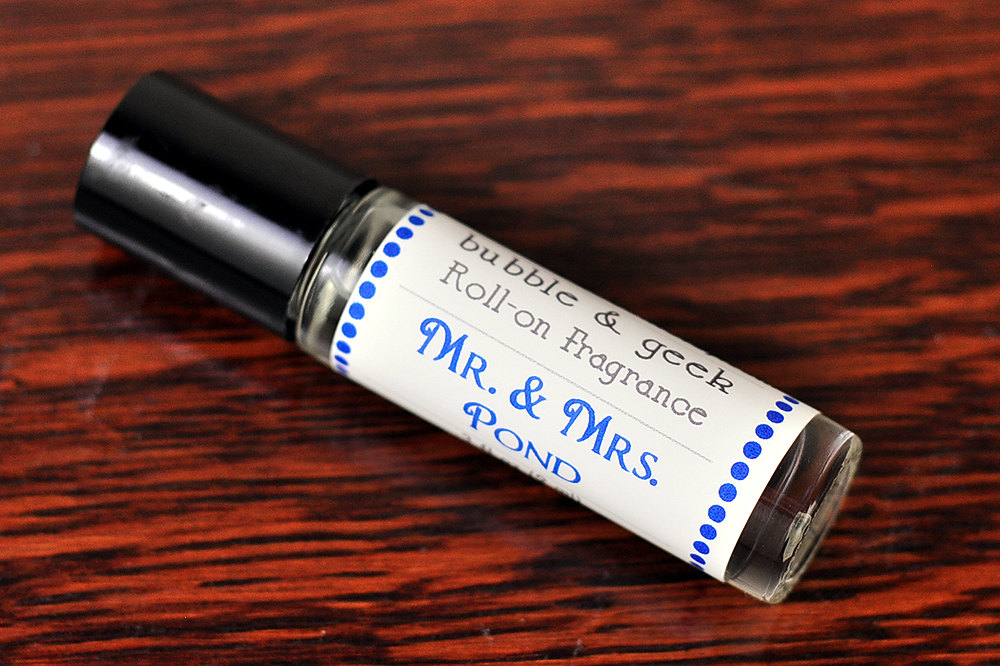 bubble & geek
Roll-on Fragrance
Mr. & Mrs.
Pond